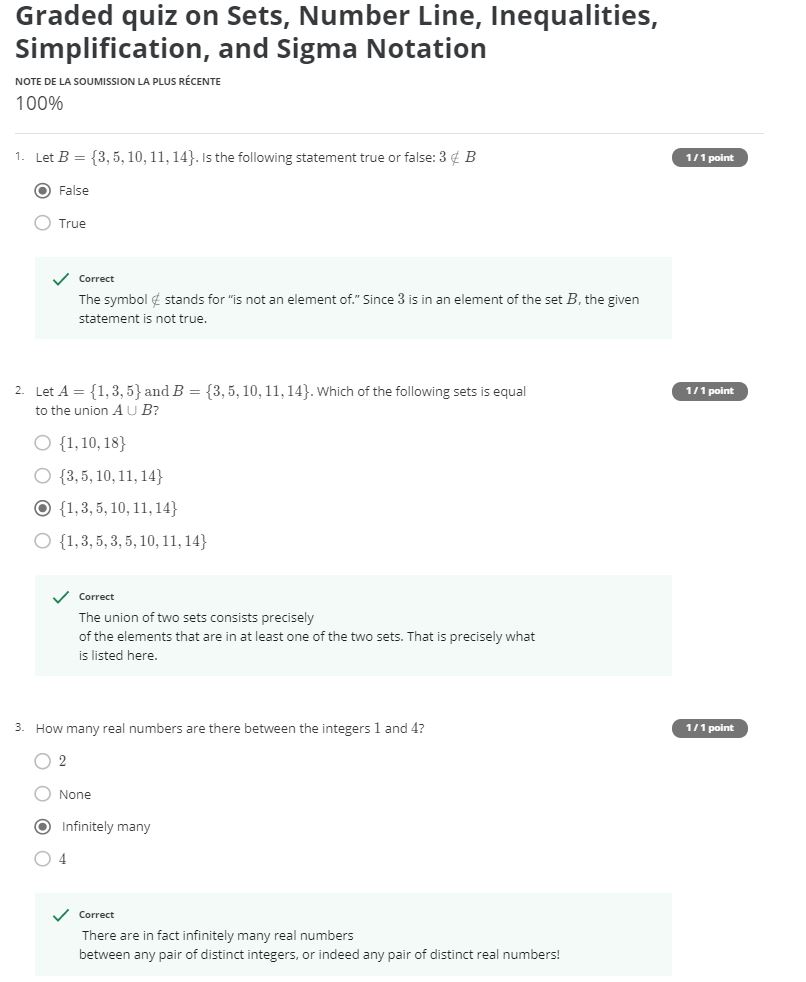 Graded quiz on Sets, Number Line, Inequalities,
Simplification, and Sigma Notation
NOTE DE LA SOUMISSION LA PLUS RÉCENTE
100%
1. Let B = {3, 5, 10, 11, 14}. Is the following statement true or false: 3 ∉ B
1 / 1 point
False
True
Correct
The symbol ∉ stands for “is not an element of.” Since 3 is in an element of the set B, the given
statement is not true.
2. Let A = {1, 3, 5} and B = {3, 5, 10, 11, 14}. Which of the following sets is equal
1 / 1 point
to the union A ∪ B?
{1, 10, 18}
{3, 5, 10, 11, 14}
{1, 3, 5, 10, 11, 14}
{1, 3, 5, 3, 5, 10, 11, 14}
Correct
The union of two sets consists precisely
of the elements that are in at least one of the two sets. That is precisely what
is listed here.
3. How many real numbers are there between the integers 1 and 4?
1 / 1 point
2
None
Infinitely many
4
Correct
There are in fact infinitely many real numbers
between any pair of distinct integers, or indeed any pair of distinct real numbers!